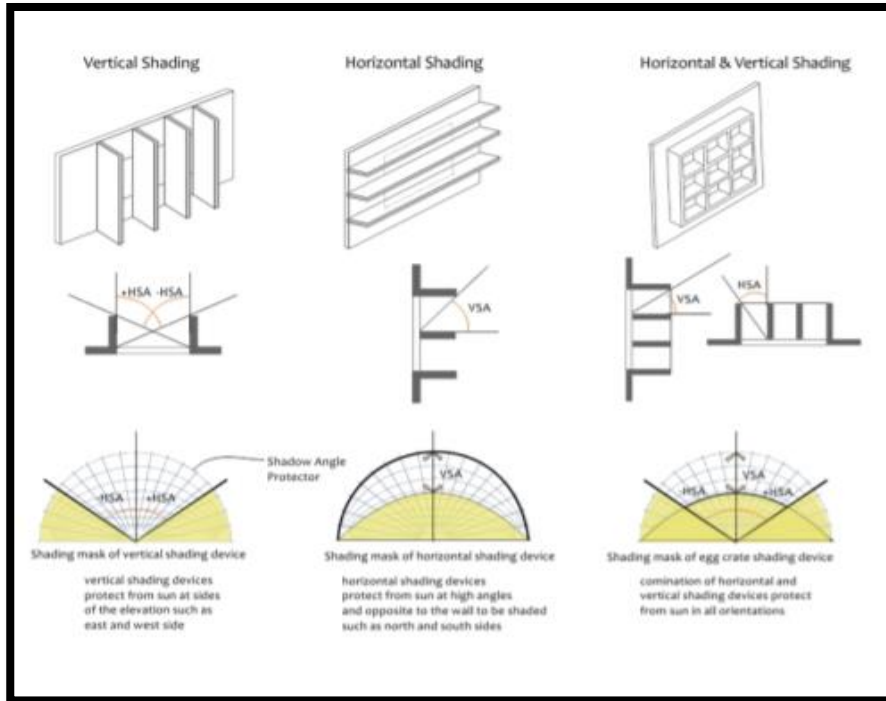 Vertical Shading
Horizontal Shading
Horizontal & Vertical Shading
+HSA -HSA
VSA
VSA
HSA
Shadow Angle
Protector
-HSA +HSA
VSA
VSA
-HSA +HSA
Shading mask of vertical shading device
Shading mask of horizontal shading device
Shading mask of egg crate shading device
vertical shading devices
protect from sun at sides
of the elevation such as
east and west side
horizontal shading devices
protect from sun at high angles
and opposite to the wall to be shaded
such as north and south sides
comination of horizontal and
vertical shading devices protect
from sun in all orientations